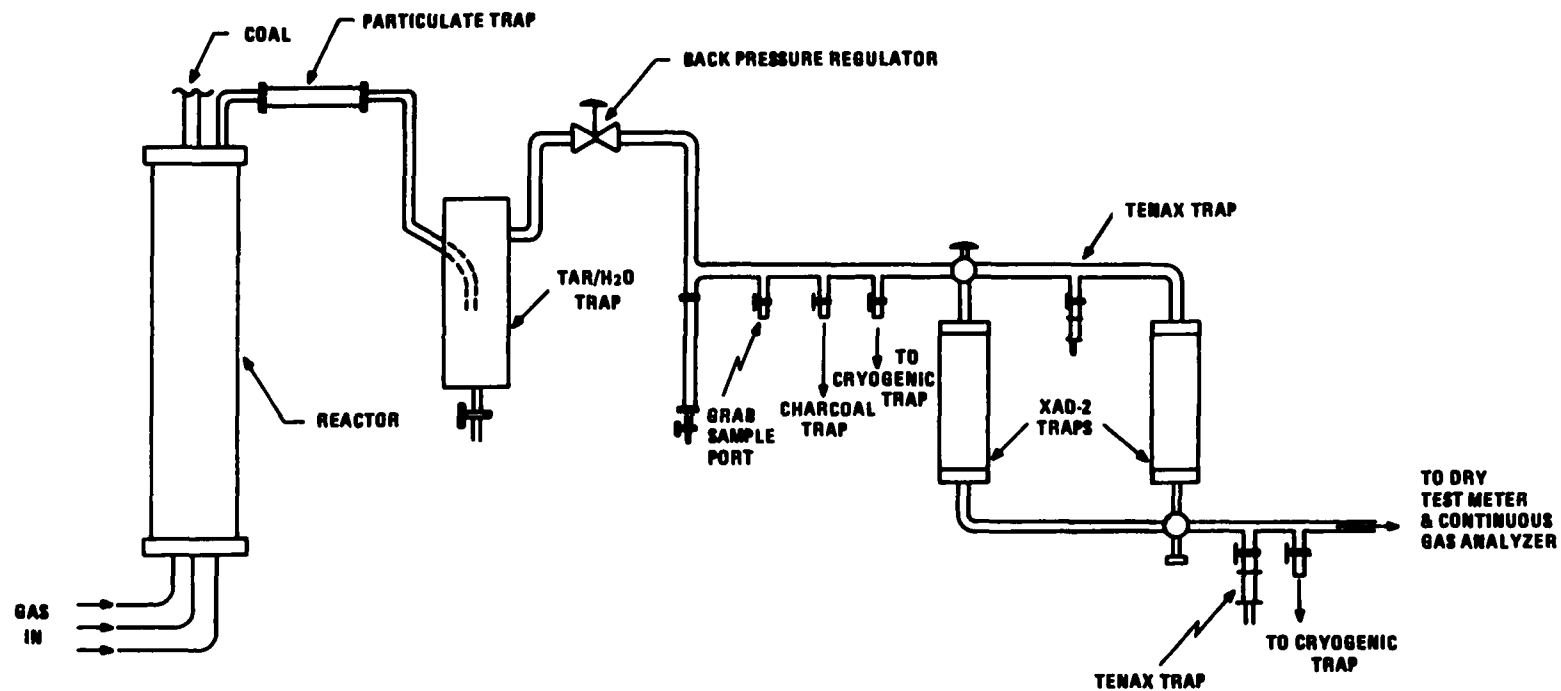 COAL
PARTICULATE TRAP
BACK PRESSURE REGULATOR
TENAX TRAP
TAR/H₂O
TRAP
REACTOR
GRAB
SAMPLE
PORT
CHARCOAL
TRAP
TO
CRYOGENIC
TRAP
XAD-2
TRAPS
TO DRY
TEST METER
& CONTINUOUS
GAS ANALYZER
GAS
IN
TENAX TRAP
TO CRYOGENIC
TRAP